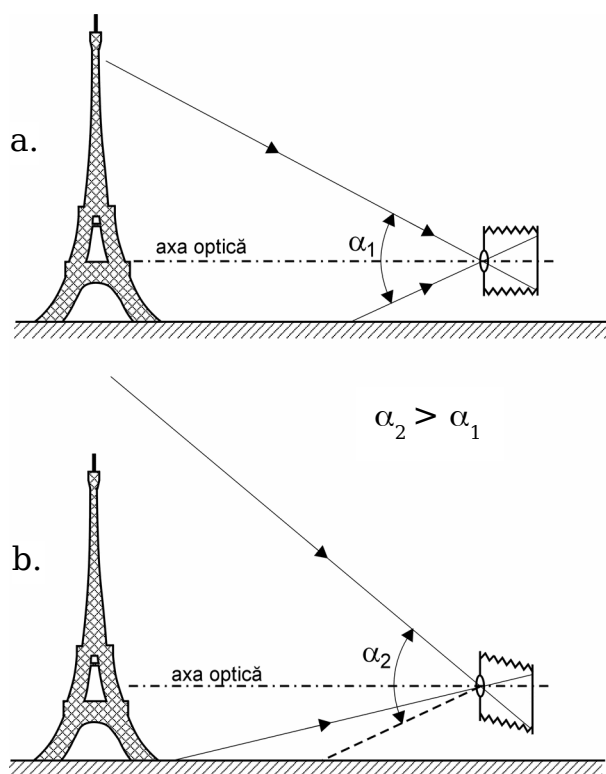 a.
axa optică
α₁
α₂ > α₁
b.
axa optică
α₂